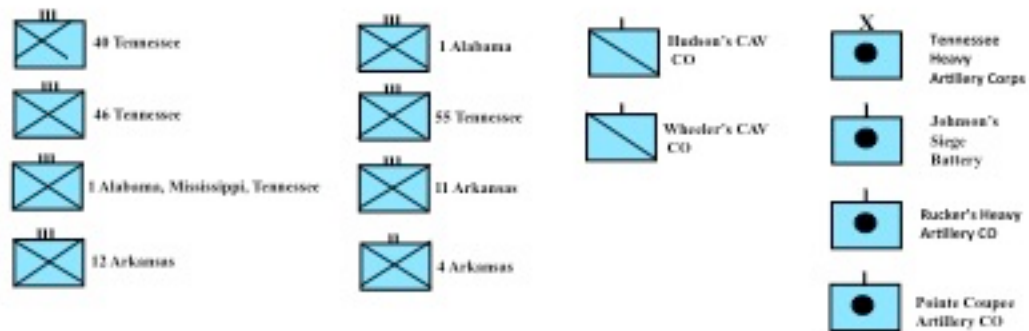 III
40 Tennessee
III
46 Tennessee
III
1 Alabama, Mississippi, Tennessee
III
12 Arkansas
III
1 Alabama
III
55 Tennessee
III
11 Arkansas
II
4 Arkansas
I
Hudson's CAV
CO
I
Wheeler's CAV
CO
X
Tennessee
Heavy
Artillery Corps
I
Johnson's
Siege
Battery
I
Rucker's Heavy
Artillery CO
I
Pointe Coupee
Artillery CO